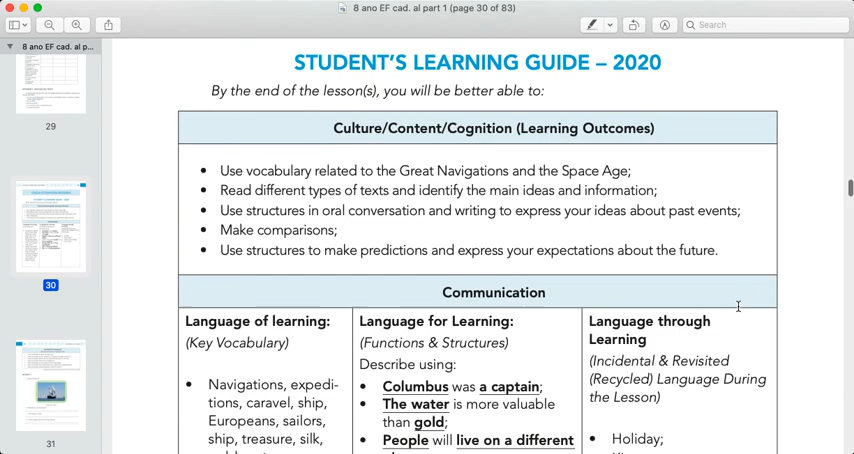 8 ano EF cad. al part 1 (page 30 of 83)
Search
8 ano EF cad. al p...
29
30
31
STUDENT'S LEARNING GUIDE – 2020
By the end of the lesson(s), you will be better able to:
Culture/Content/Cognition (Learning Outcomes)
• Use vocabulary related to the Great Navigations and the Space Age;
• Read different types of texts and identify the main ideas and information;
• Use structures in oral conversation and writing to express your ideas about past events;
• Make comparisons;
• Use structures to make predictions and express your expectations about the future.
Communication
Language of learning:
(Key Vocabulary)
• Navigations, expedi-
tions, caravel, ship,
Europeans, sailors,
ship, treasure, silk,
Language for Learning:
(Functions & Structures)
Describe using:
• Columbus was a captain;
• The water is more valuable
than gold;
• People will live on a different
Language through
Learning
(Incidental & Revisited
(Recycled) Language During
the Lesson)
• Holiday;